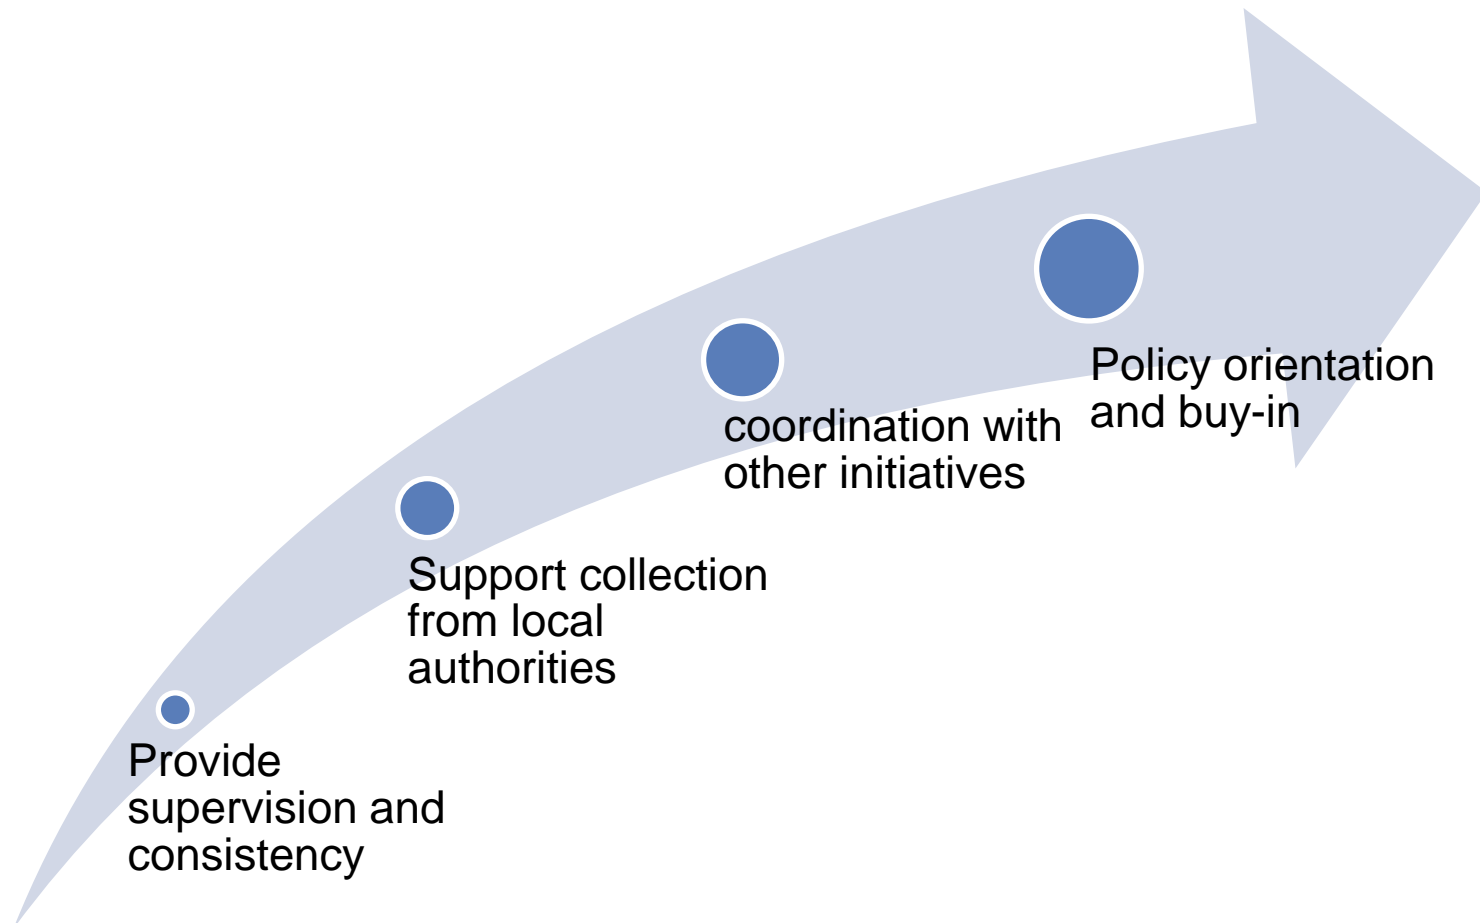 Provide
supervision and
consistency
Support collection
from local
authorities
coordination with
other initiatives
Policy orientation
and buy-in